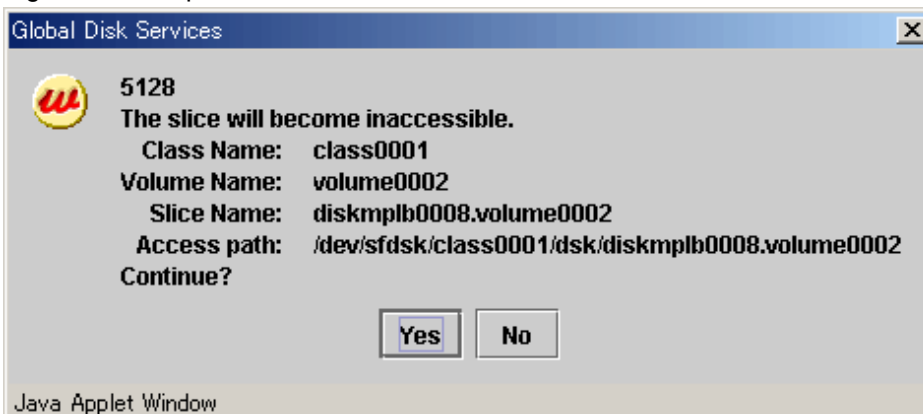 Global Disk Services
5128
The slice will become inaccessible.
Class Name: class0001
Volume Name: volume0002
Slice Name: diskmplb0008.volume0002
Access path: /dev/sfdsk/class0001/dsk/diskmplb0008.volume0002
Continue?
Yes No
Java Applet Window